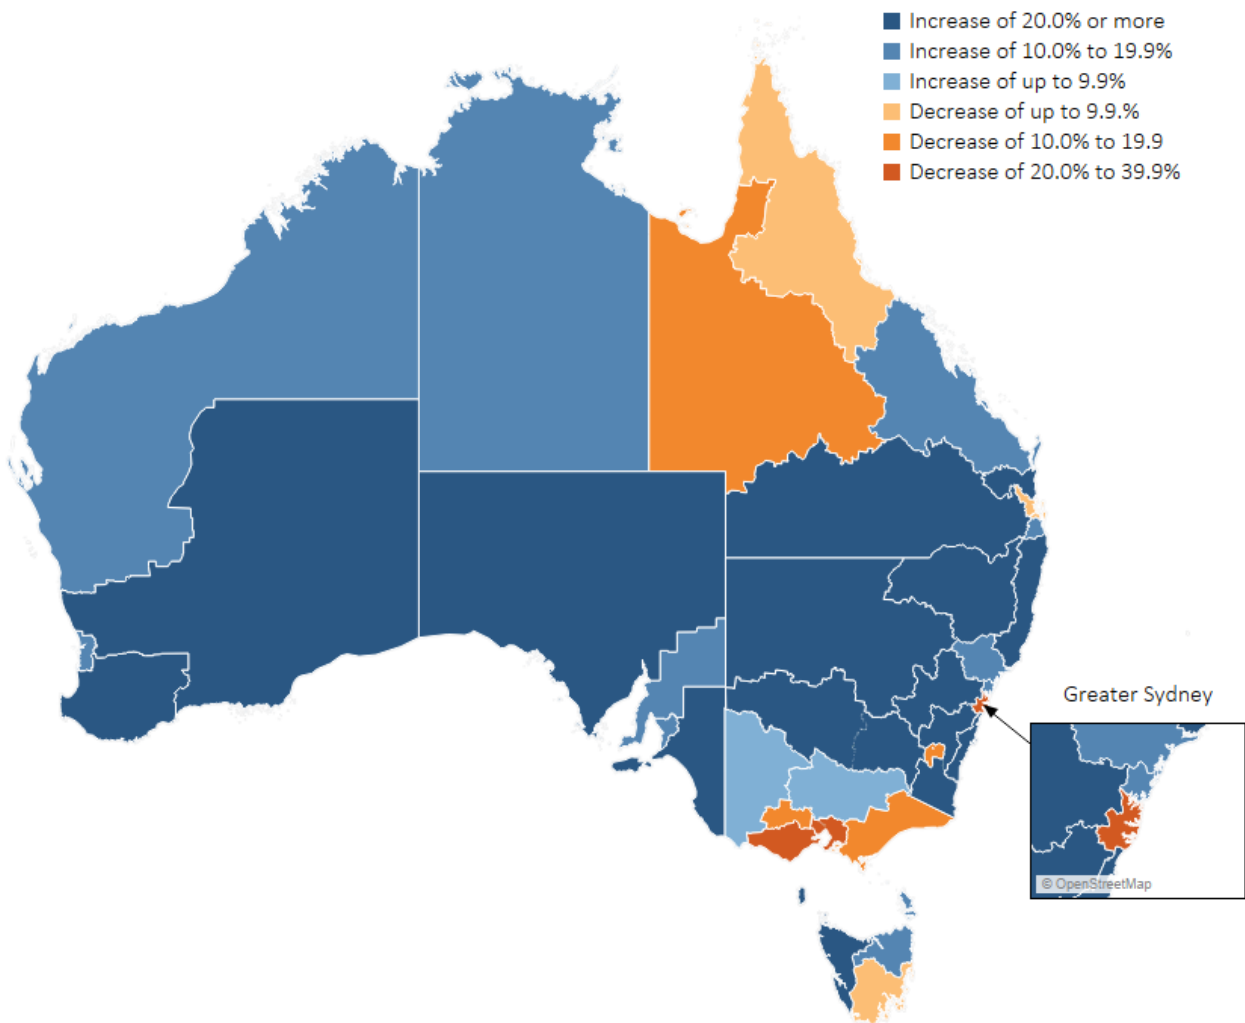 Increase of 20.0% or more
Increase of 10.0% to 19.9%
Increase of up to 9.9%
Decrease of up to 9.9.%
Decrease of 10.0% to 19.9
Decrease of 20.0% to 39.9%
Greater Sydney
© OpenStreetMap